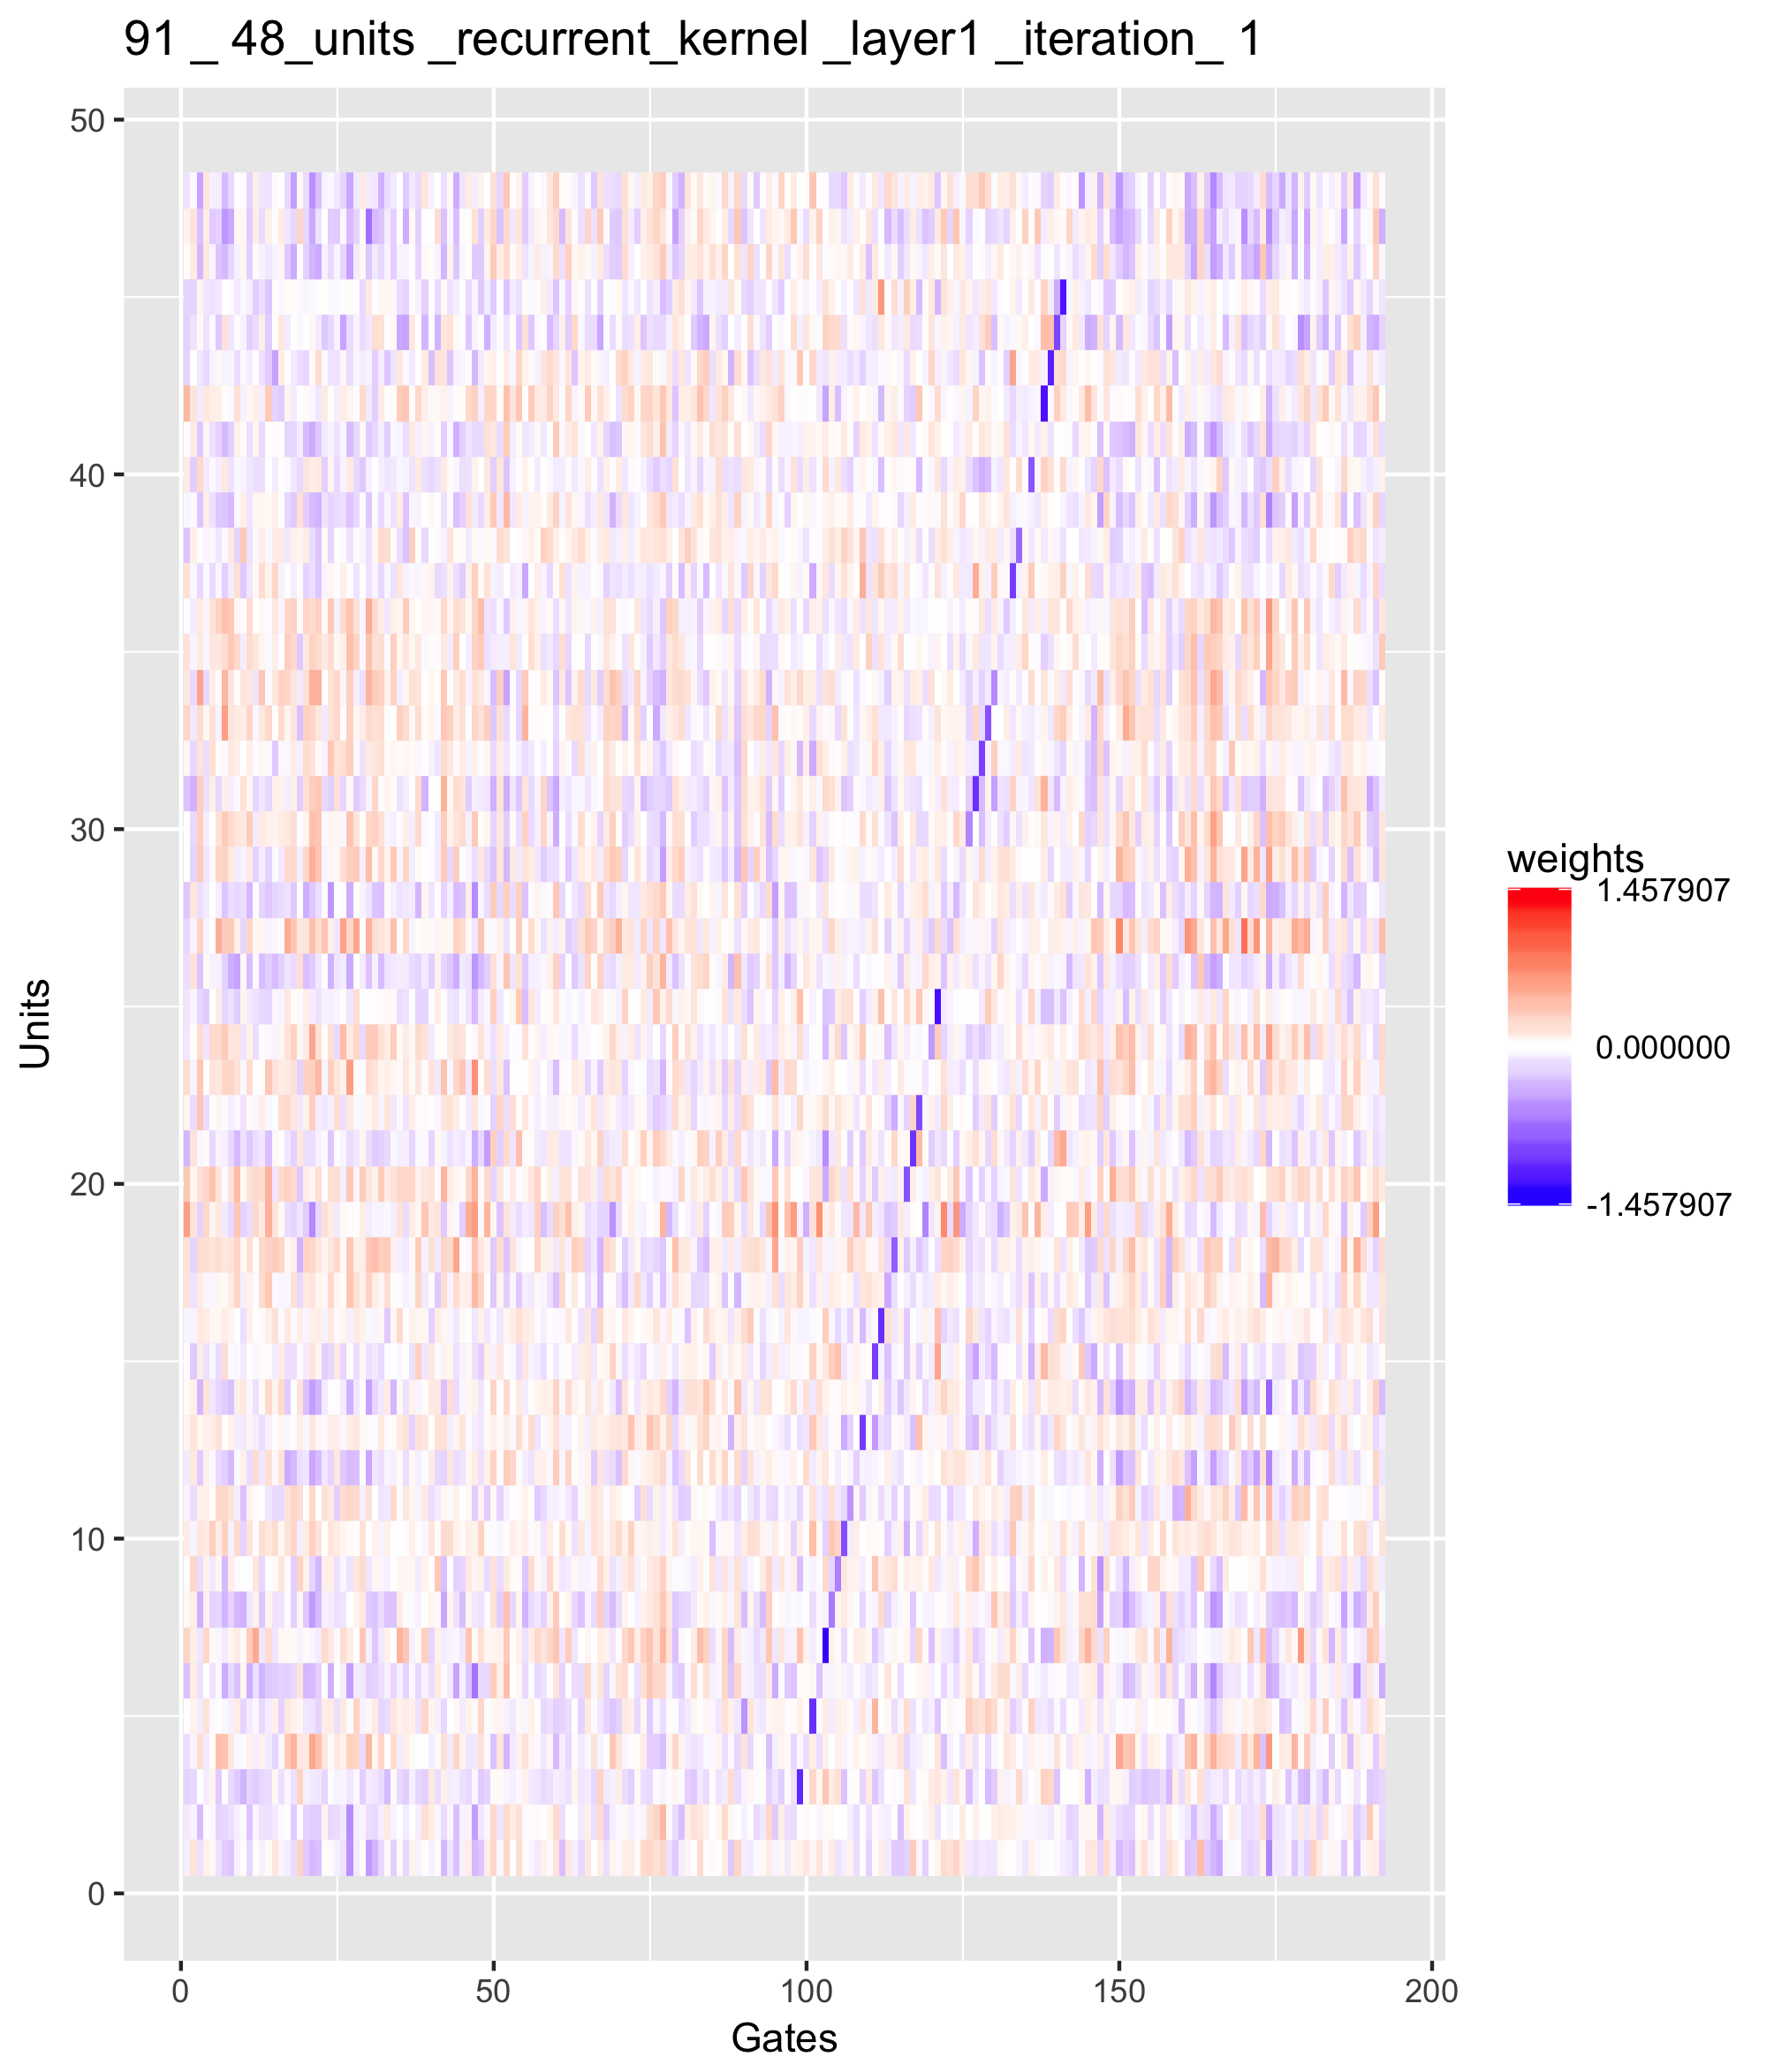 91 _ 48_units _recurrent_kernel _layer1 _iteration_ 1
50
40
30
20
10
0
Units
0 50 100 150 200
Gates
weights
1.457907
0.000000
-1.457907